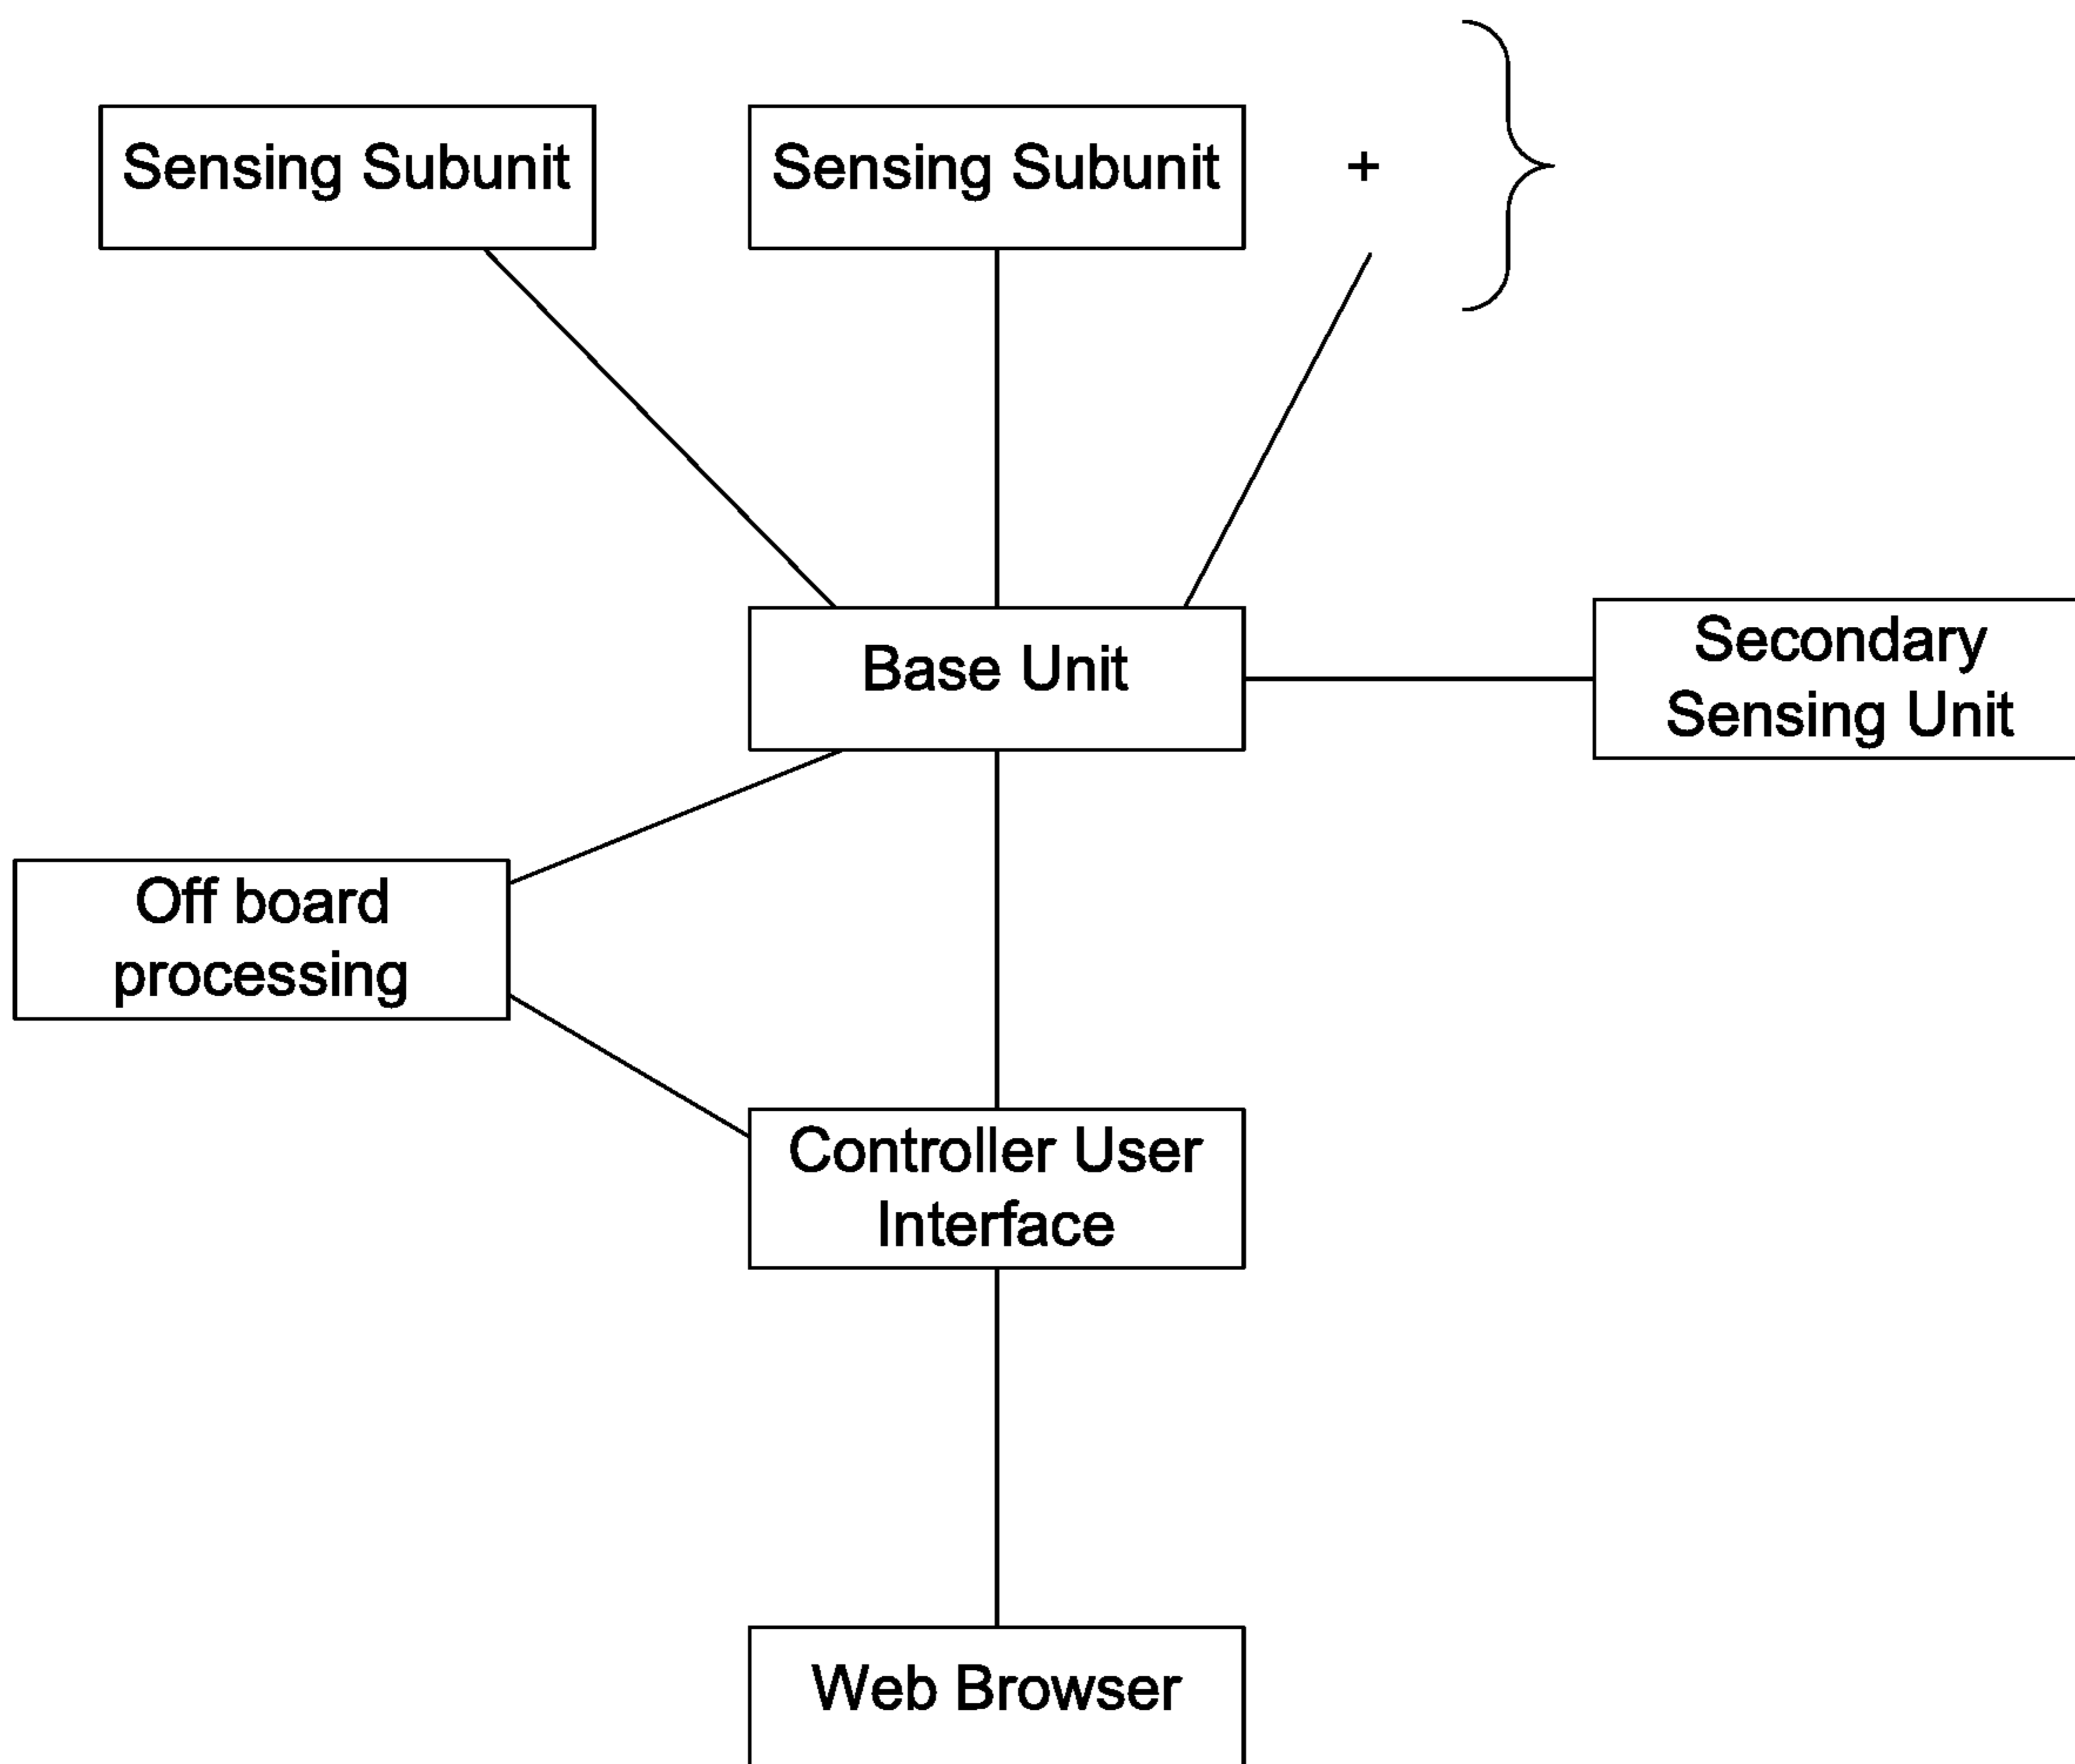 Sensing Subunit
Sensing Subunit
+
Base Unit
Secondary
Sensing Unit
Off board
processing
Controller User
Interface
Web Browser